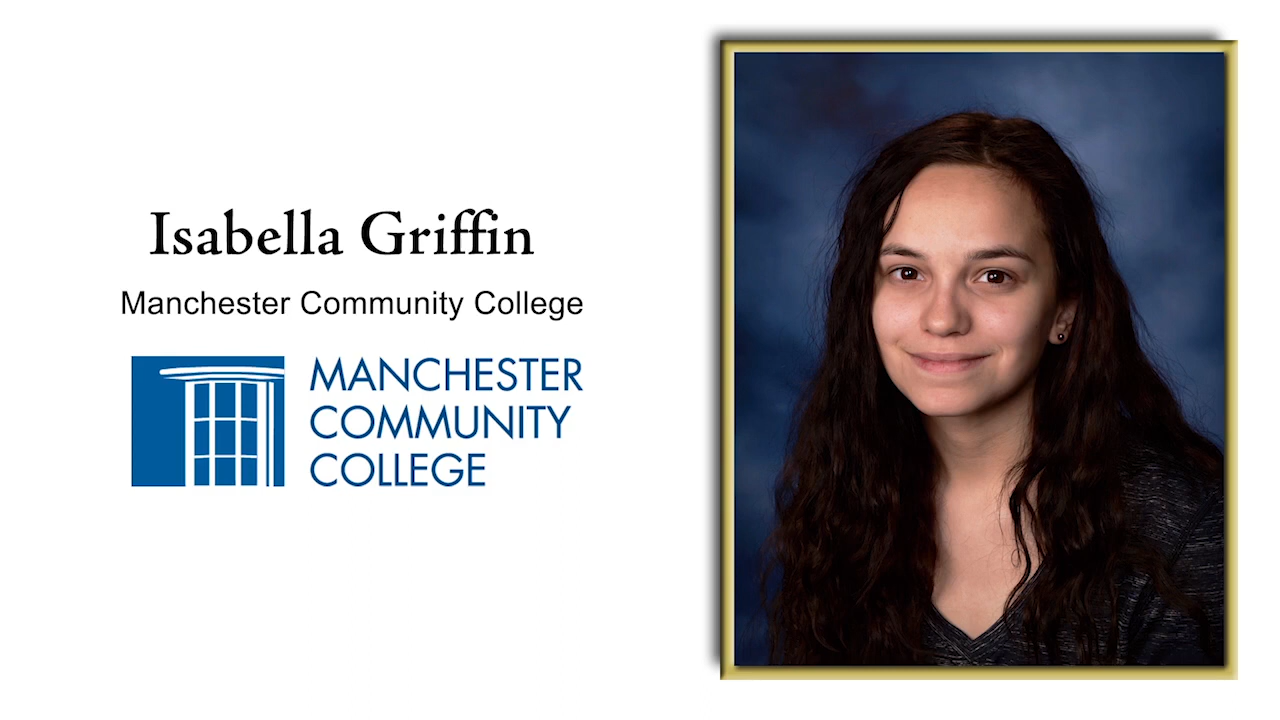 Isabella Griffin
Manchester Community College
MANCHESTER
COMMUNITY
COLLEGE